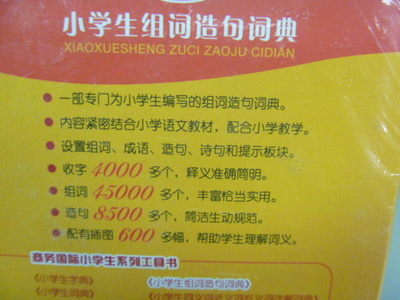 小学生组词造句词典
XIAOXUESHENG ZUCI ZAOJU CIDIAN
● 一部专门为小学生编写的组词造句词典。
● 内容紧密结合小学语文教材，配合小学教学。
● 设置组词、成语、造句、诗句和提示板块。
● 收字 4000 多个，释义准确简明。
● 组词 45000 多个，丰富恰当实用。
● 造句 8500 多个，简洁生动规范。
● 配有插图 600 多幅，帮助学生理解词义。
商务国际小学生系列工具书
《小学生字典》 《小学生组词造句词典》
《小学生词典》